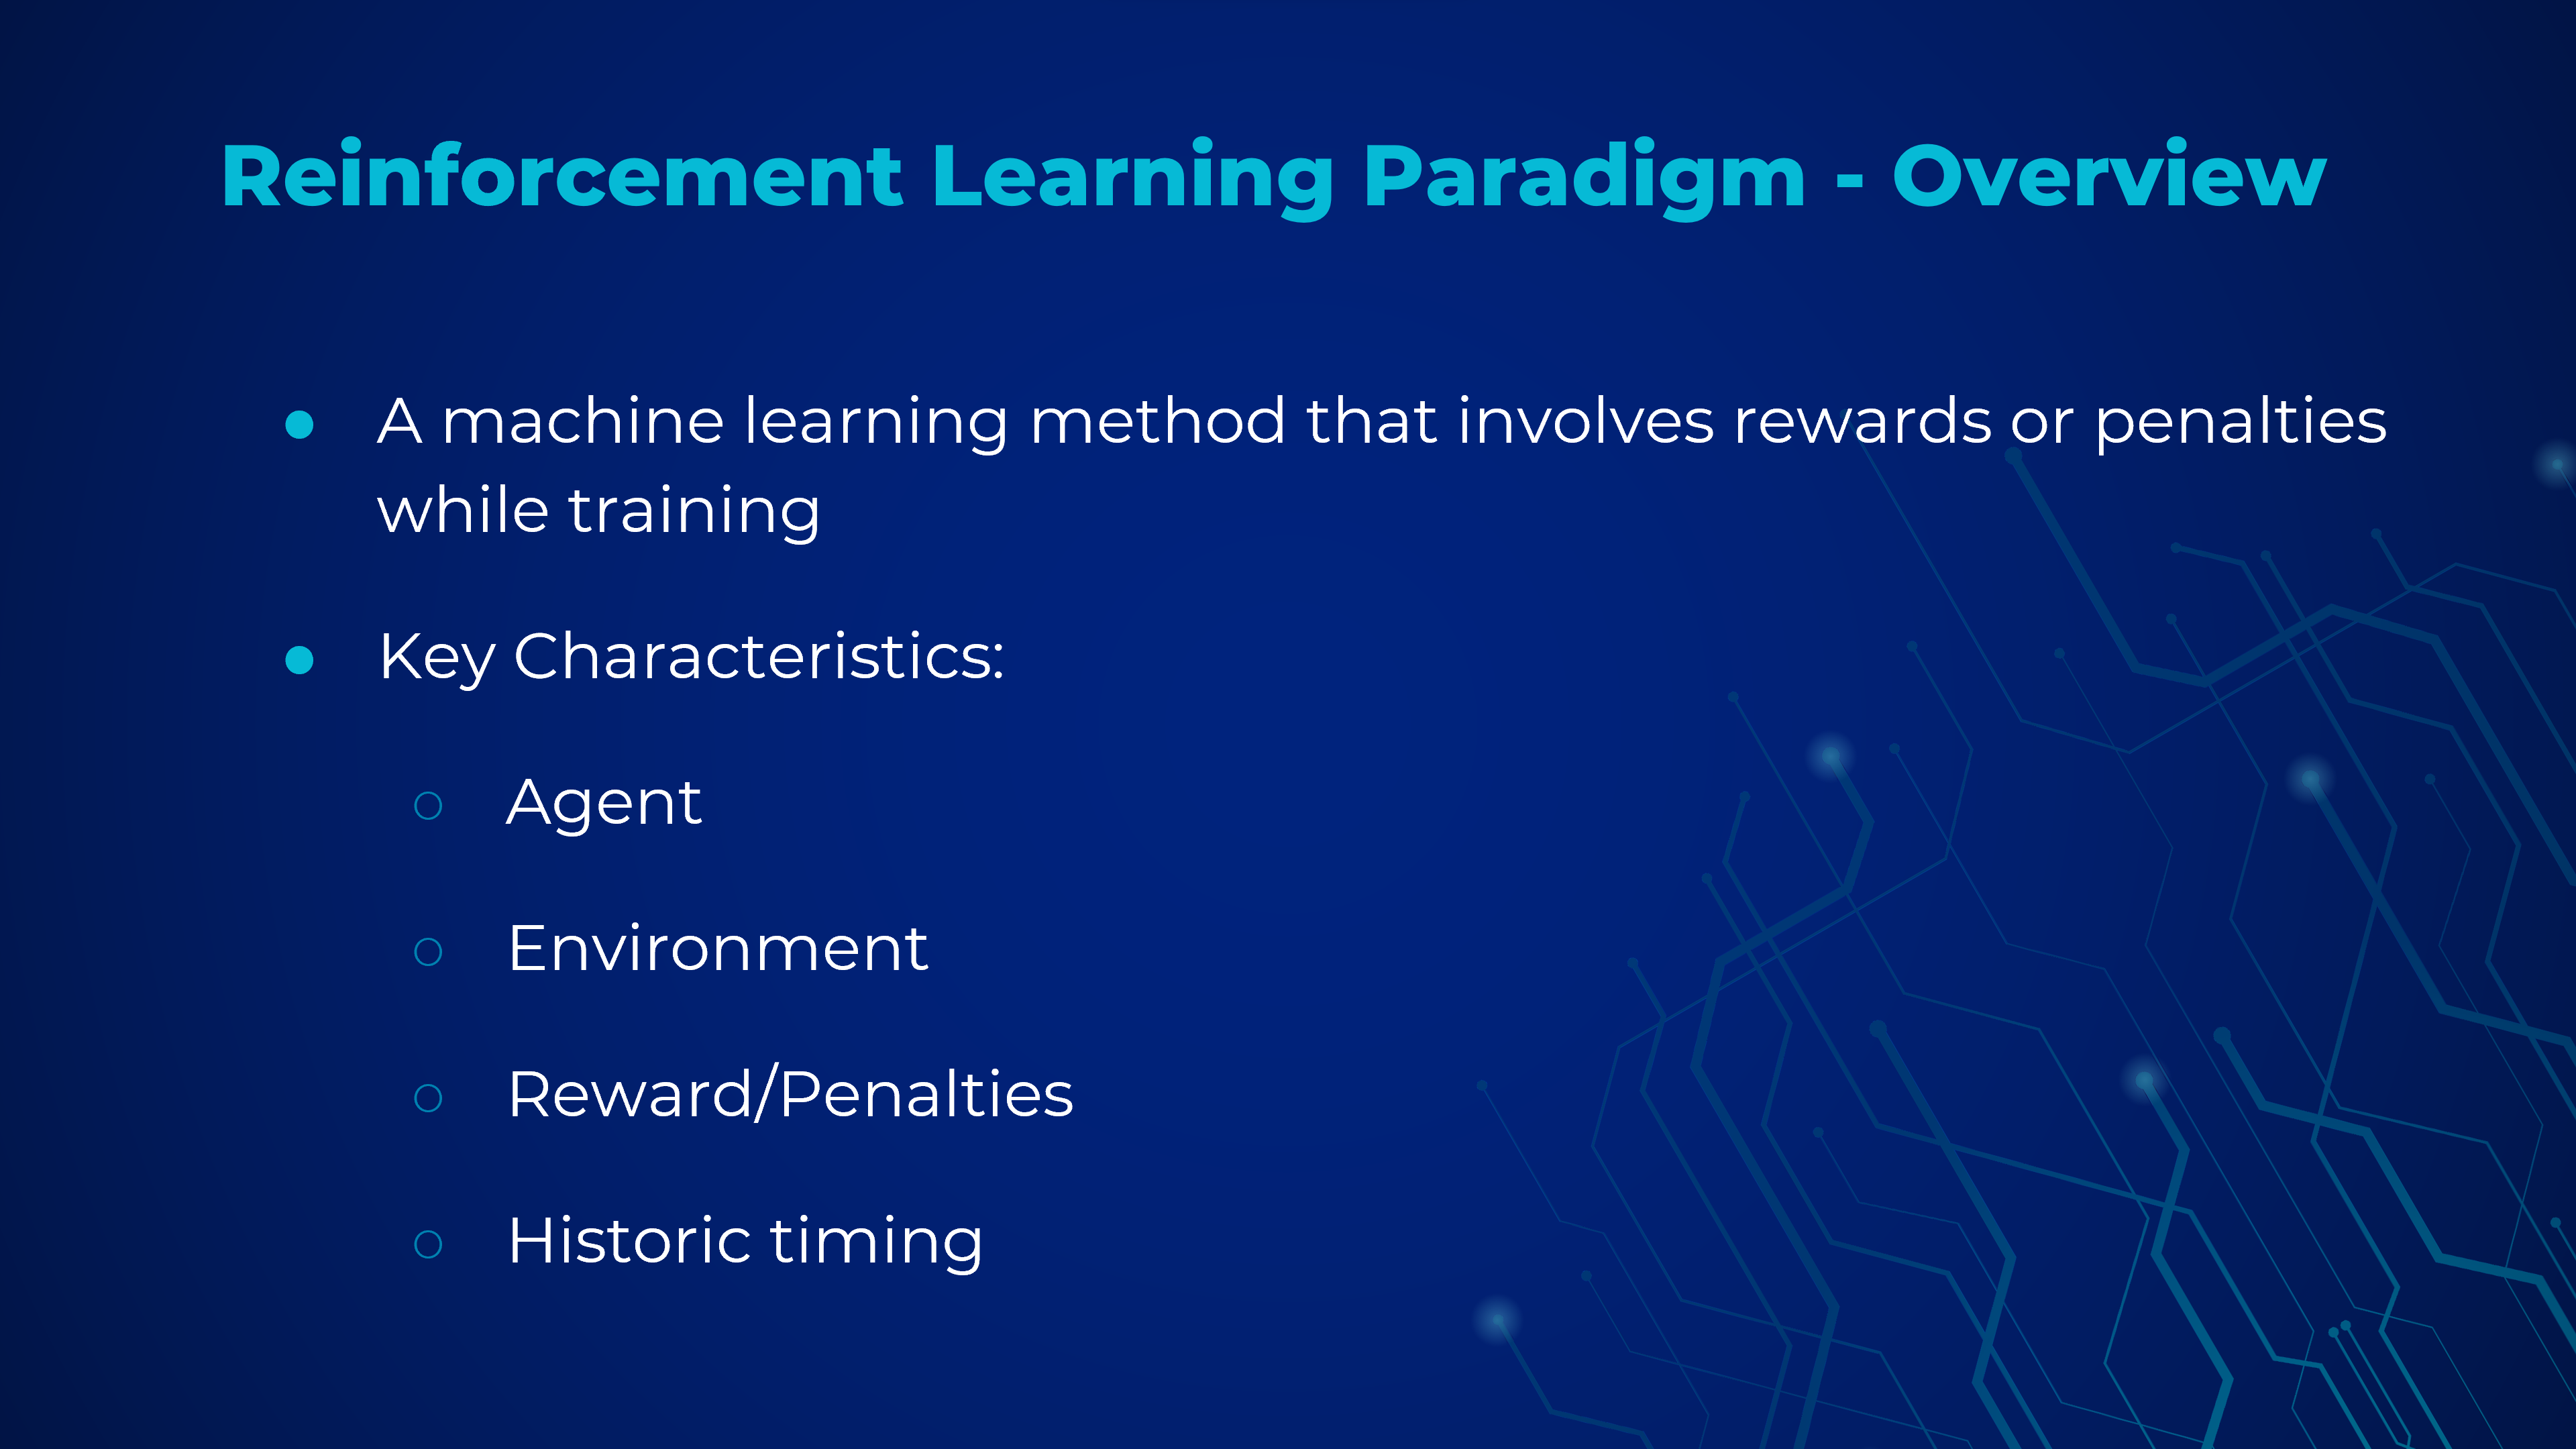 Reinforcement Learning Paradigm - Overview
A machine learning method that involves rewards or penalties
while training
Key Characteristics:
Agent
Environment
Reward/Penalties
Historic timing